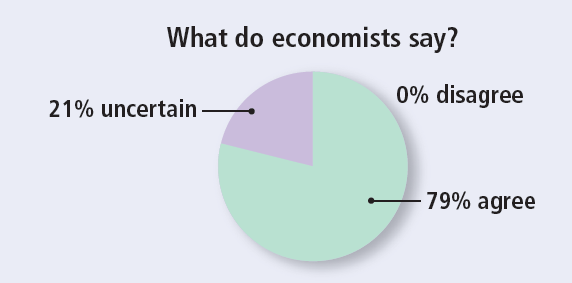 What do economists say?
0% disagree
21% uncertain
79% agree